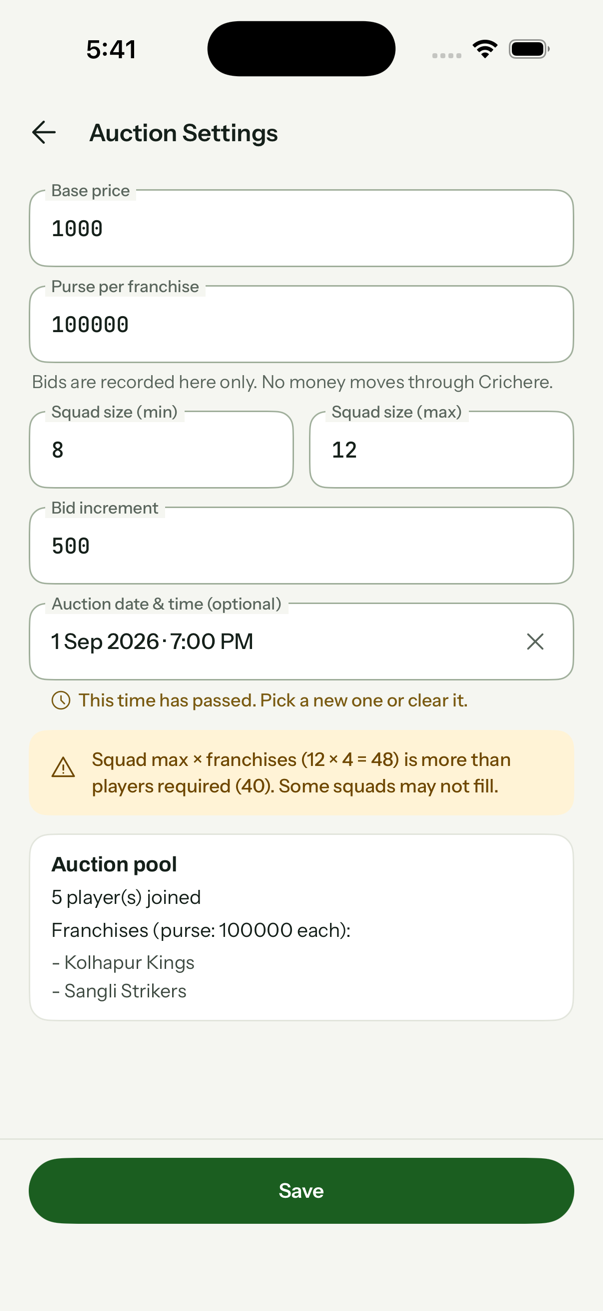 5:41
Auction Settings
Base price
1000
Purse per franchise
100000
Bids are recorded here only. No money moves through Crichere.
Squad size (min)
8
Squad size (max)
12
Bid increment
500
Auction date & time (optional)
1 Sep 2026 · 7:00 PM
This time has passed. Pick a new one or clear it.
Squad max × franchises (12 × 4 = 48) is more than
players required (40). Some squads may not fill.
Auction pool
5 player(s) joined
Franchises (purse: 100000 each):
- Kolhapur Kings
- Sangli Strikers
Save